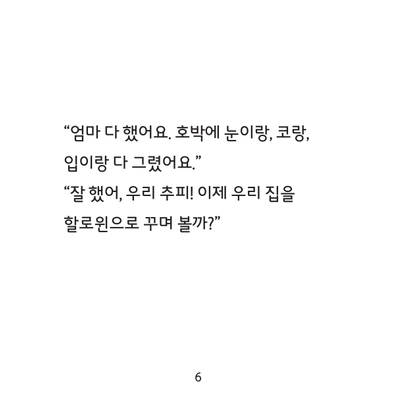 “엄마 다 했어요. 호박에 눈이랑, 코랑,
입이랑 다 그렸어요.”
“잘 했어, 우리 추피! 이제 우리 집을
할로윈으로 꾸며 볼까?”
6